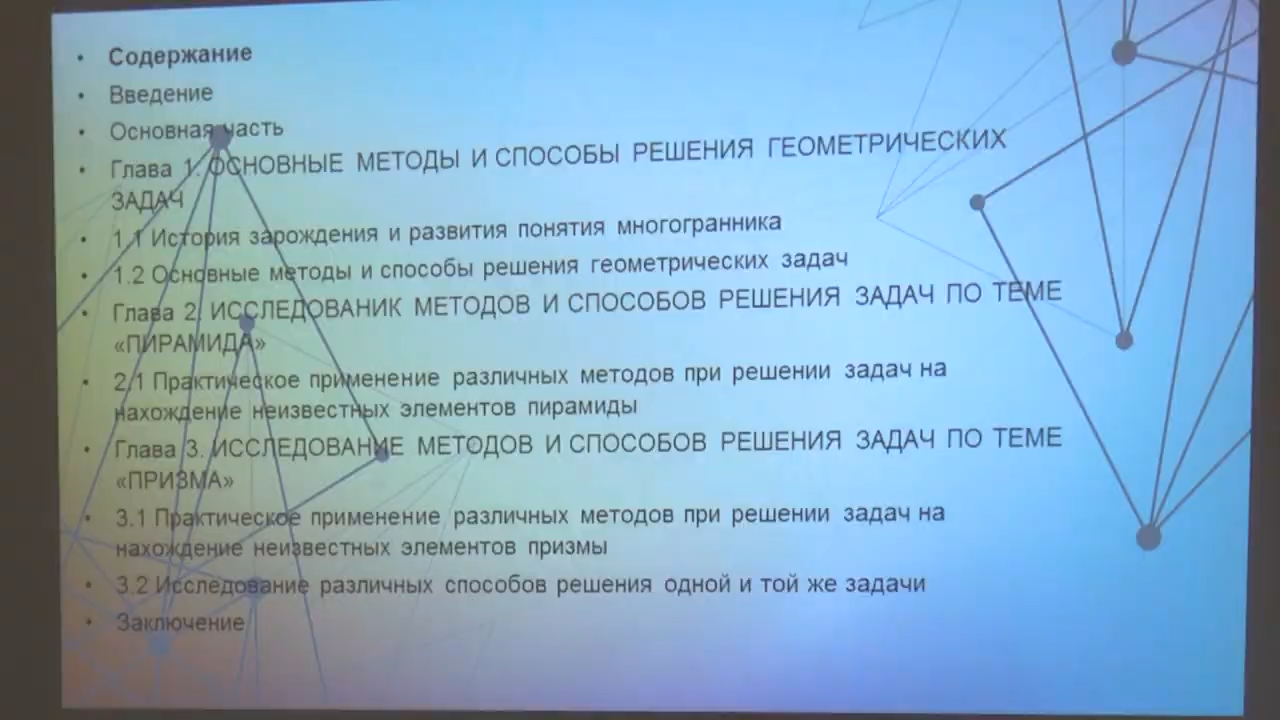 • Содержание
• Введение
• Основная часть
• Глава 1. ОСНОВНЫЕ МЕТОДЫ И СПОСОБЫ РЕШЕНИЯ ГЕОМЕТРИЧЕСКИХ
ЗАДАЧ
• 1.1 История зарождения и развития понятия многогранника
• 1.2 Основные методы и способы решения геометрических задач
• Глава 2. ИССЛЕДОВАНИК МЕТОДОВ И СПОСОБОВ РЕШЕНИЯ ЗАДАЧ ПО ТЕМЕ
«ПИРАМИДА»
• 2.1 Практическое применение различных методов при решении задач на
нахождение неизвестных элементов пирамиды
• Глава 3. ИССЛЕДОВАНИЕ МЕТОДОВ И СПОСОБОВ РЕШЕНИЯ ЗАДАЧ ПО ТЕМЕ
«ПРИЗМА»
• 3.1 Практическое применение различных методов при решении задач на
нахождение неизвестных элементов призмы
• 3.2 Исследование различных способов решения одной и той же задачи
• Заключение